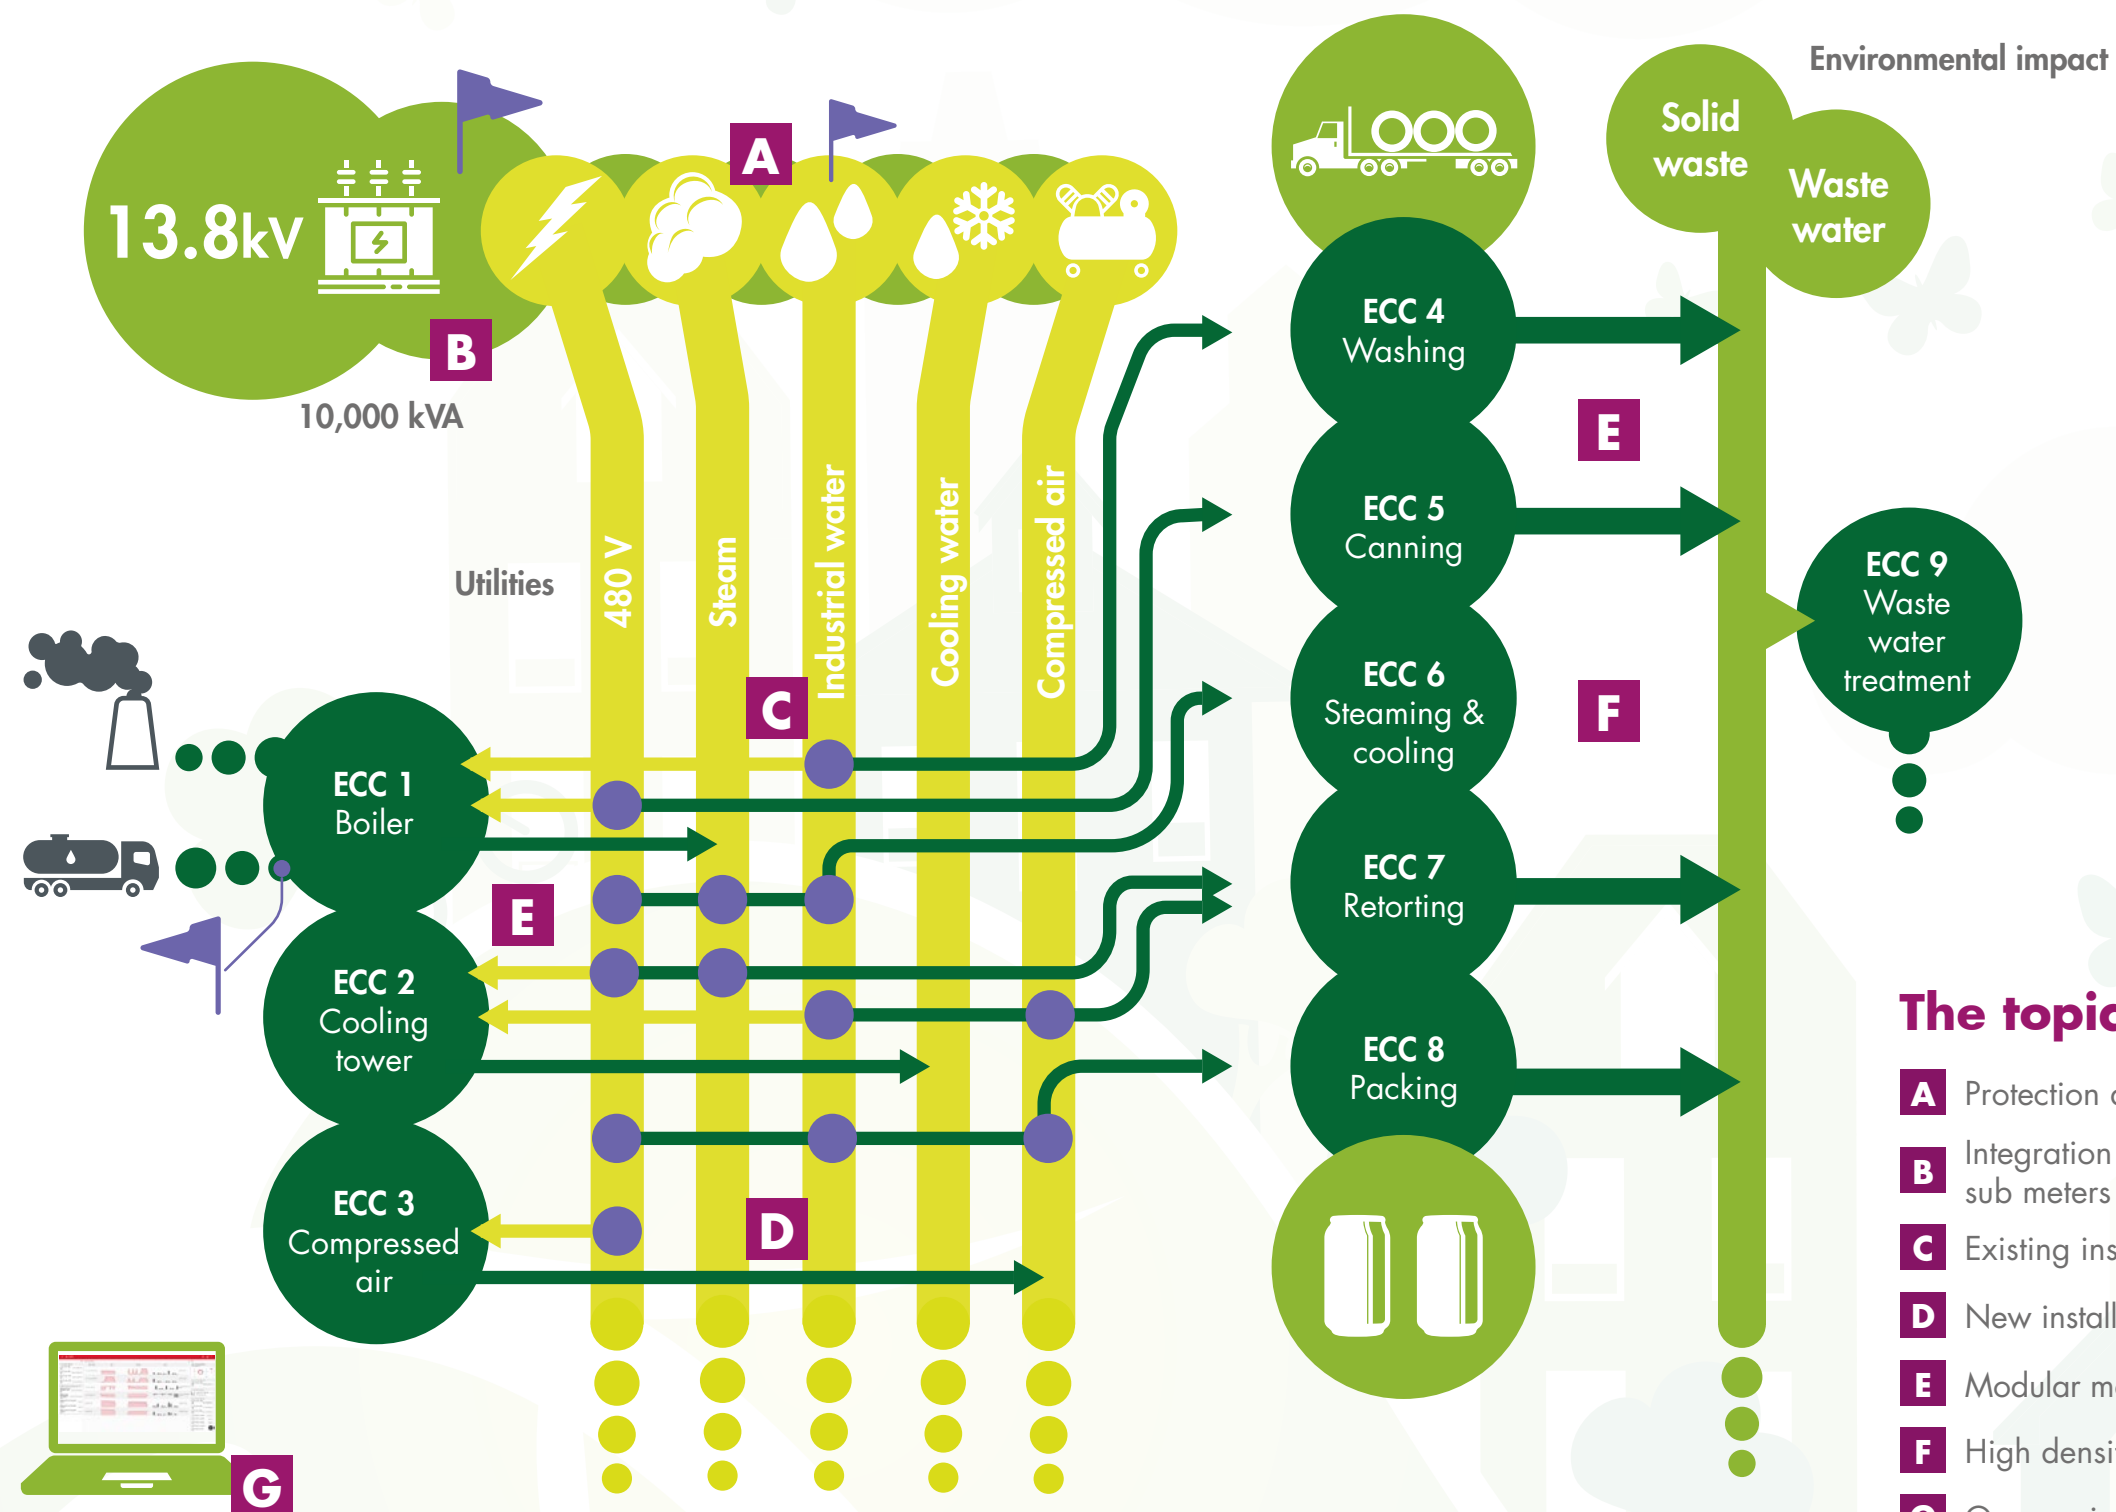 Environmental impact
Solid
waste
Waste
water
13.8kV
A
B
10,000 kVA
Utilities
480 V
Steam
Industrial water
Cooling water
Compressed air
C
ECC 1
Boiler
E
ECC 2
Cooling
tower
ECC 3
Compressed
air
D
G
ECC 4
Washing
E
ECC 5
Canning
ECC 6
Steaming &
cooling
F
ECC 7
Retorting
ECC 8
Packing
ECC 9
Waste
water
treatment
The topic
A Protection
B Integration
sub meters
C Existing
D New
E Modular
F High